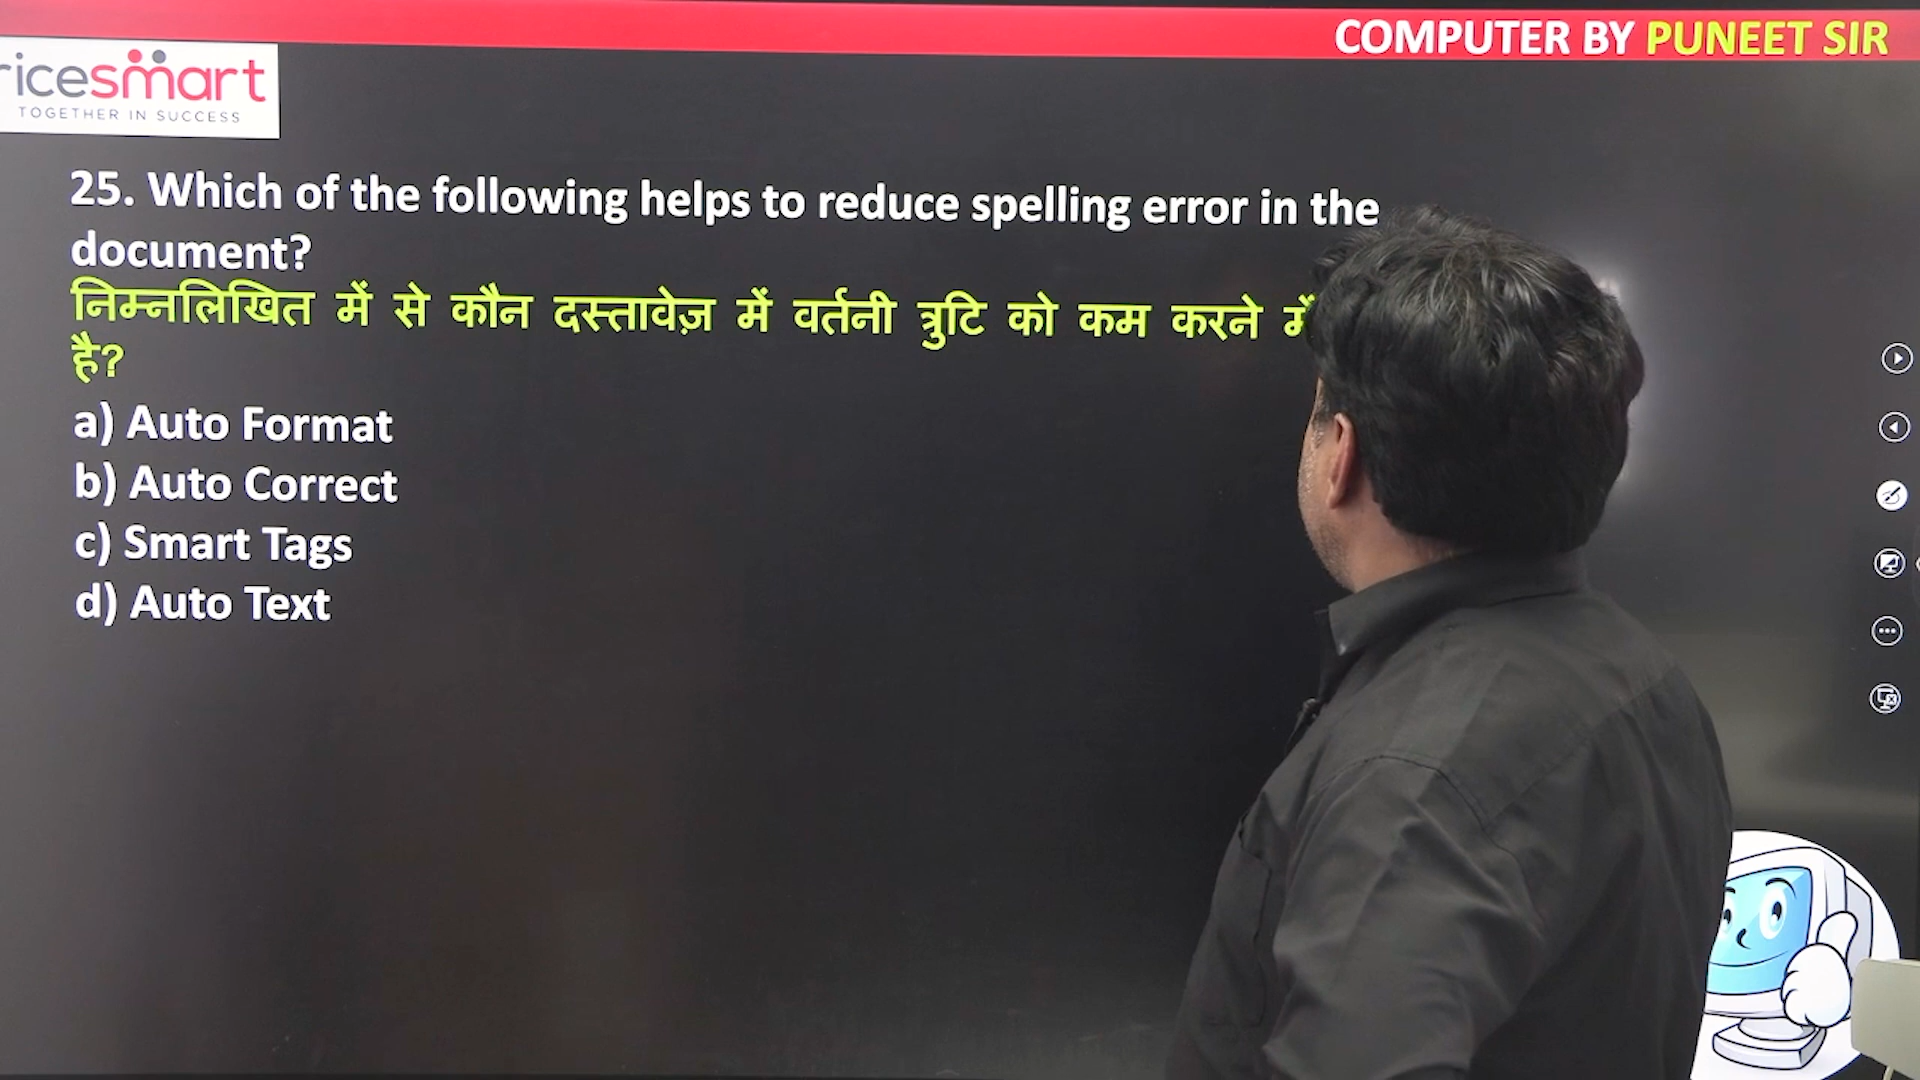 COMPUTER BY PUNEET SIR
ricesmart
TOGETHER IN SUCCESS
25. Which of the following helps to reduce spelling error in the
document?
निम्नलिखित में से कौन दस्तावेज़ में वर्तनी त्रुटि को कम करने में
है?
a) Auto Format
b) Auto Correct
c) Smart Tags
d) Auto Text